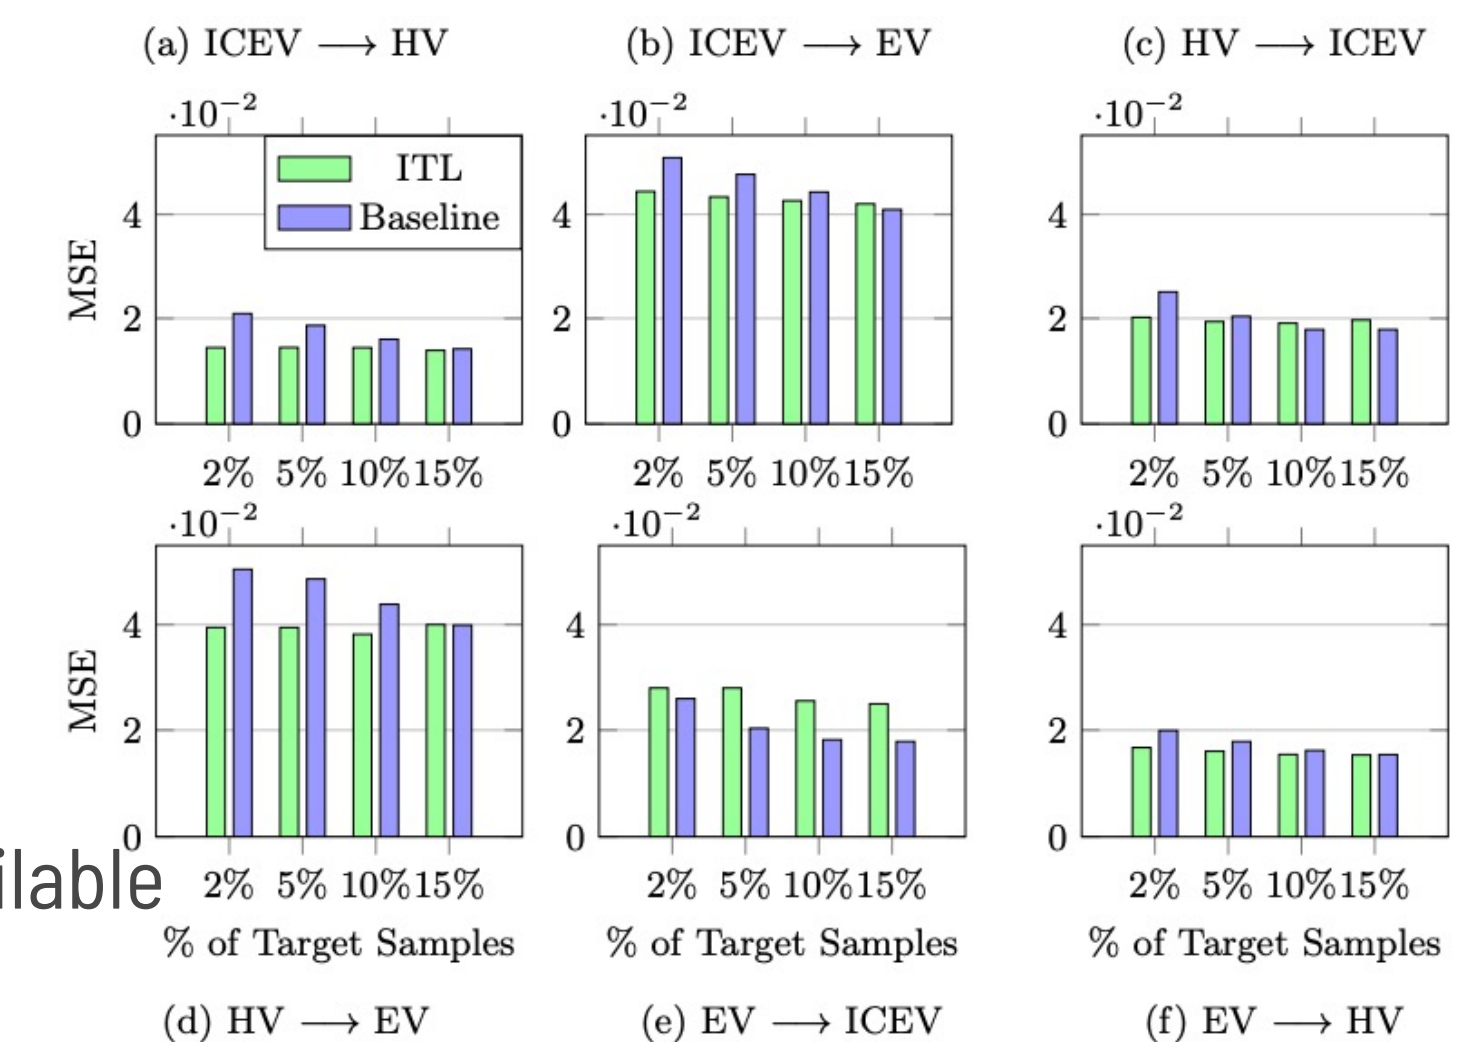 (a) ICEV ⟶ HV
(b) ICEV ⟶ EV
(c) HV ⟶ ICEV
·10⁻²
·10⁻²
·10⁻²
ITL
Baseline
MSE
4
2
0
4
2
0
4
2
0
2% 5% 10% 15%
2% 5% 10% 15%
2% 5% 10% 15%
·10⁻²
·10⁻²
·10⁻²
MSE
4
2
0
4
2
0
4
2
0
2% 5% 10% 15%
2% 5% 10% 15%
2% 5% 10% 15%
% of Target Samples
% of Target Samples
% of Target Samples
(d) HV ⟶ EV
(e) EV ⟶ ICEV
(f) EV ⟶ HV